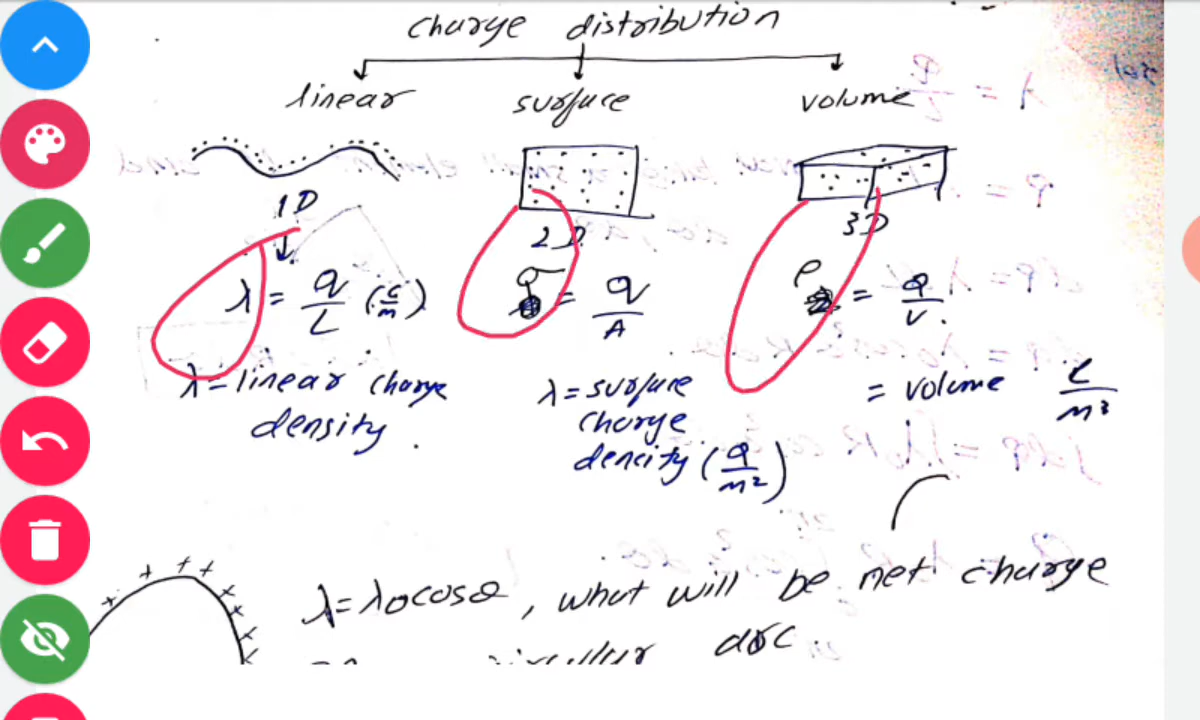 charge distribution
linear surface volume
1D 2D 3D
λ = q/L (c/m) σ = q/A ρ = q/v.
λ = linear charge density. 
λ = surface charge dencity (q/m²)
= volume c/m³
λ = λ0cosθ, what will be net charge
circular arc